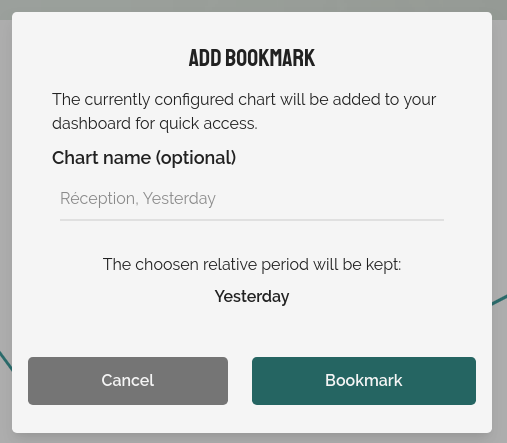 ADD BOOKMARK
The currently configured chart will be added to your
dashboard for quick access.
Chart name (optional)
Réception, Yesterday
The choosen relative period will be kept:
Yesterday
Cancel
Bookmark